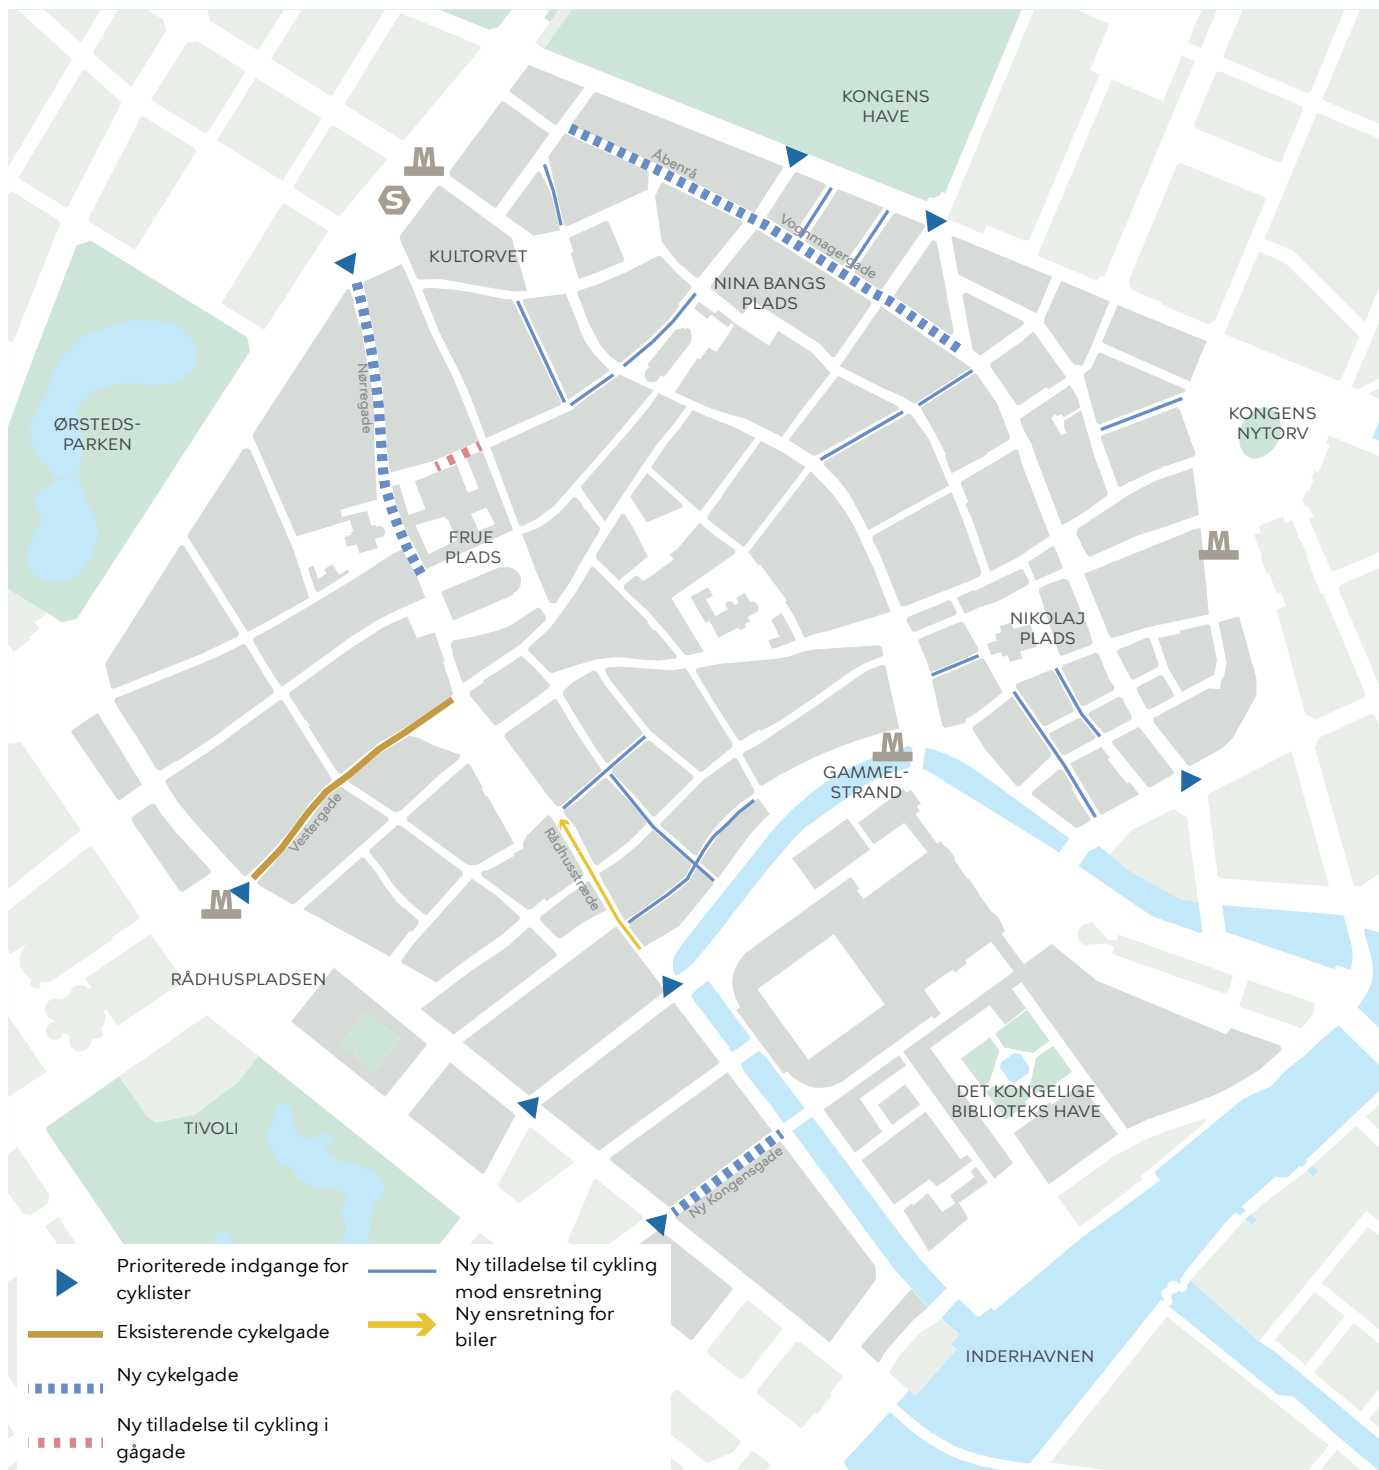 KONGENS
HAVE
M
Åbenrå
S
Vognmagergade
KULTORVET
NINA BANGS
PLADS
Nørregade
ØRSTEDS-
PARKEN
KONGENS
NYTORV
FRUE
PLADS
M
NIKOLAJ
PLADS
M
GAMMEL-
STRAND
Vestergade
Rådhusstræde
M
RÅDHUSPLADSEN
DET KONGELIGE
BIBLIOTEKS HAVE
TIVOLI
Ny Kongensgade
INDERHAVNEN
Prioriterede indgange for
cyklister
Eksisterende cykelgade
Ny cykelgade
Ny tilladelse til cykling i
gågade
Ny tilladelse til cykling
mod ensretning
Ny ensretning for
biler